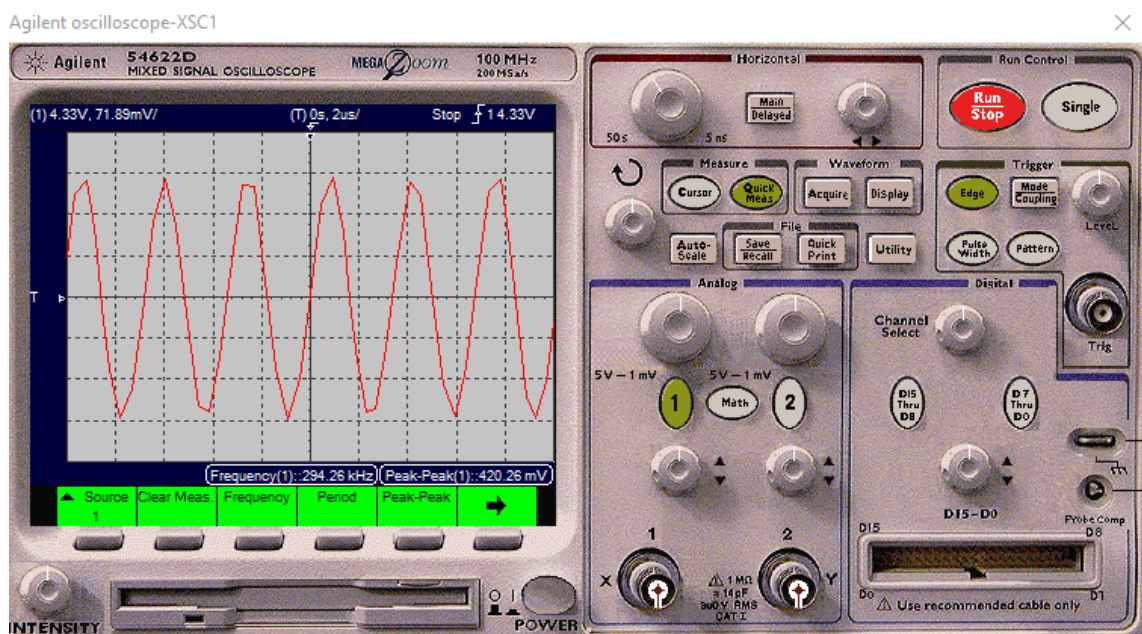 Agilent oscilloscope-XSC1
Agilent 54622D MEGA Zoom 100 MHz
MIXED SIGNAL OSCILLOSCOPE 200 MSa/s
(1) 4.33V, 71.89mV/ (T) 0s, 2us/ Stop 1 4.33V
T
Frequency(1)::294.26 kHz Peak-Peak(1)::420.26 mV
Source Clear Meas. Frequency Period Peak-Peak
1
INTENSITY
POWER
Horizontal
50 s 5 ns
Main
Delayed
Run Control
Run
Stop
Single
Measure
Cursor
Quick
Meas
Waveform
Acquire
Display
Trigger
Edge
Mode
Coupling
Level
Pulse
Width
Pattern
Trig
Auto-
Scale
File
Save
Recall
Quick
Print
Utility
Analog
5V – 1 mV 5V – 1 mV
1
Math
2
1 2
X
Y
1 MΩ
≅ 14pF
300V RMS
CAT I
Digital
Channel
Select
D15
Thru
D8
D7
Thru
D0
D15-D0
Probe Comp
D15 D8
D0 D1
Use recommended cable only